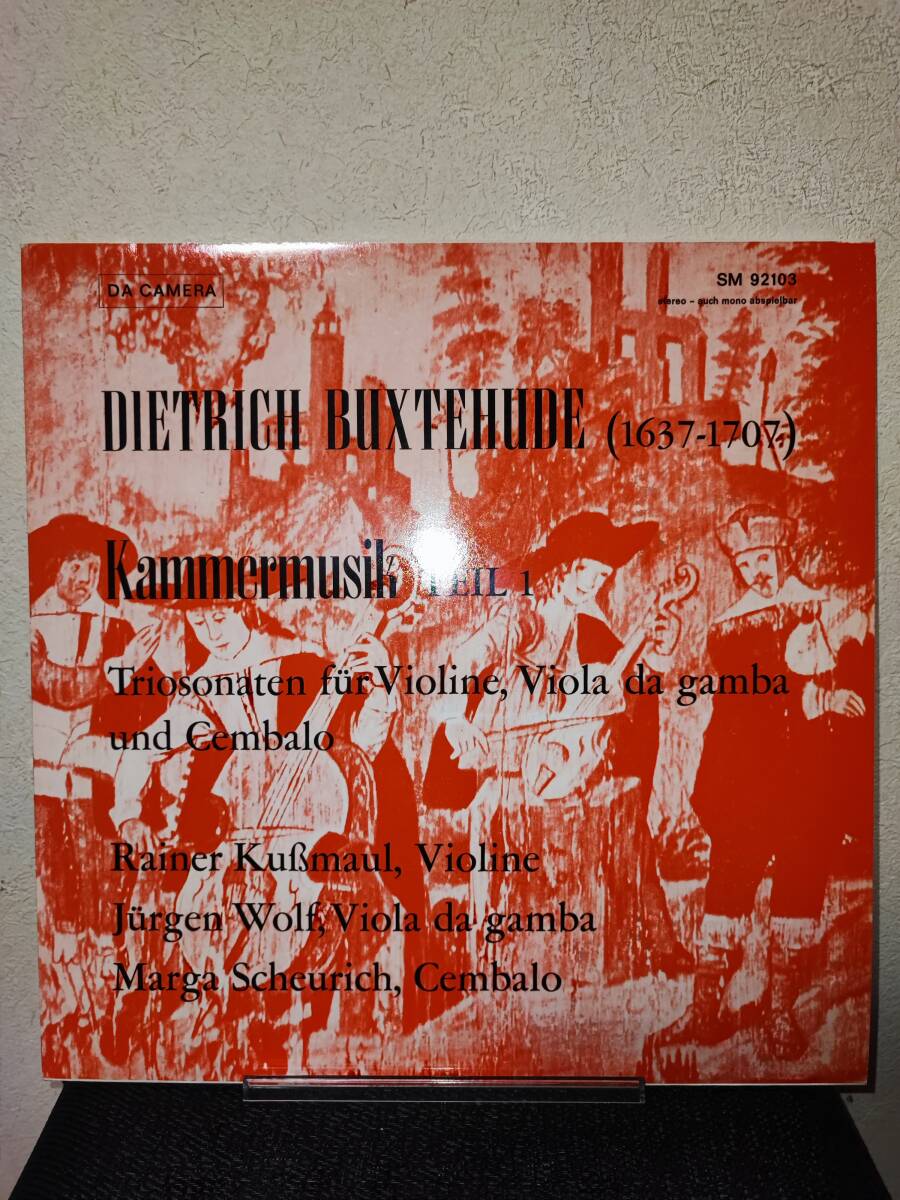 DA CAMERA
SM 92103
stereo – auch mono abspielbar
DIETRICH BUXTEHUDE (1637-1707)
Kammermusik TEIL 1
Triosonaten für Violine, Viola da gamba
und Cembalo
Rainer Kußmaul, Violine
Jürgen Wolf, Viola da gamba
Marga Scheurich, Cembalo